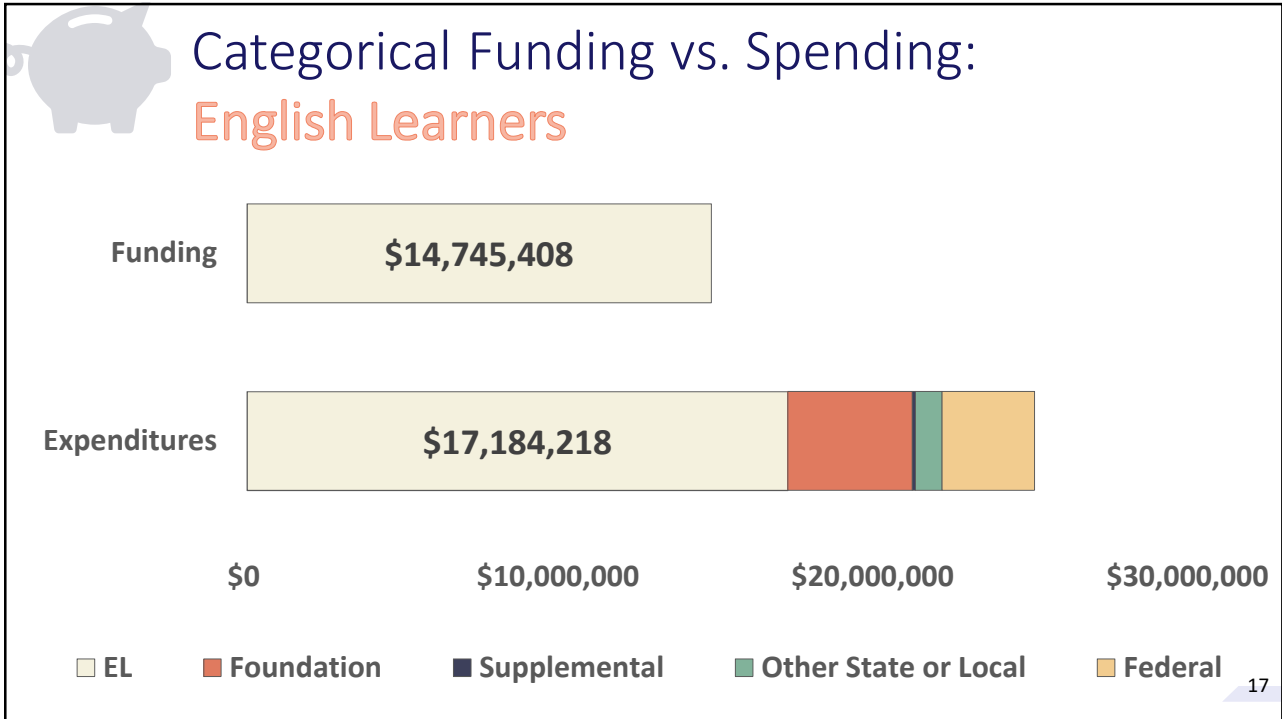 Categorical Funding vs. Spending:
English Learners
Funding
$14,745,408
Expenditures
$17,184,218
$0 $10,000,000 $20,000,000 $30,000,000
EL Foundation Supplemental Other State or Local Federal
17